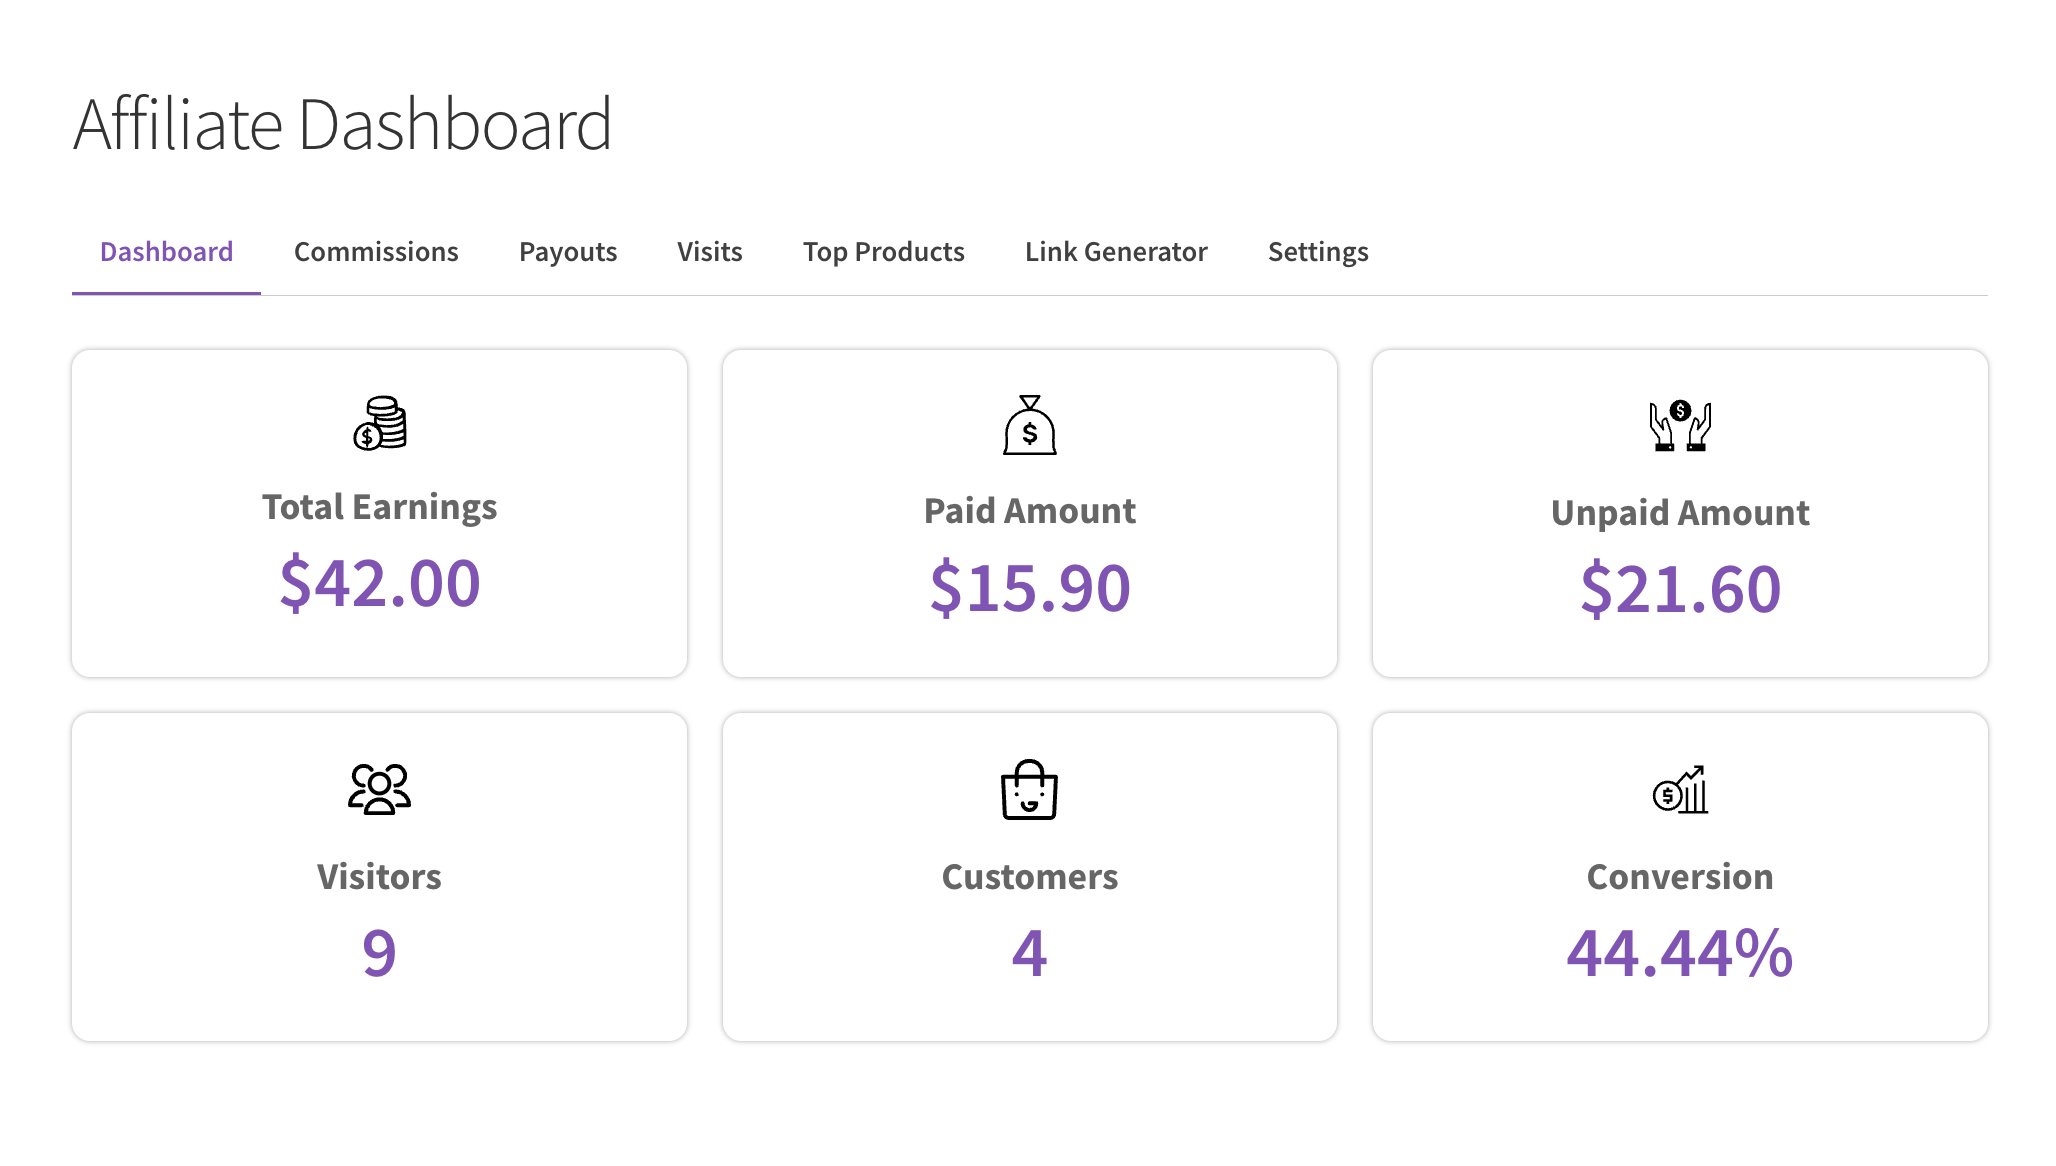 Affiliate Dashboard
Dashboard Commissions Payouts Visits Top Products Link Generator Settings
Total Earnings
$42.00
Paid Amount
$15.90
Unpaid Amount
$21.60
Visitors
9
Customers
4
Conversion
44.44%